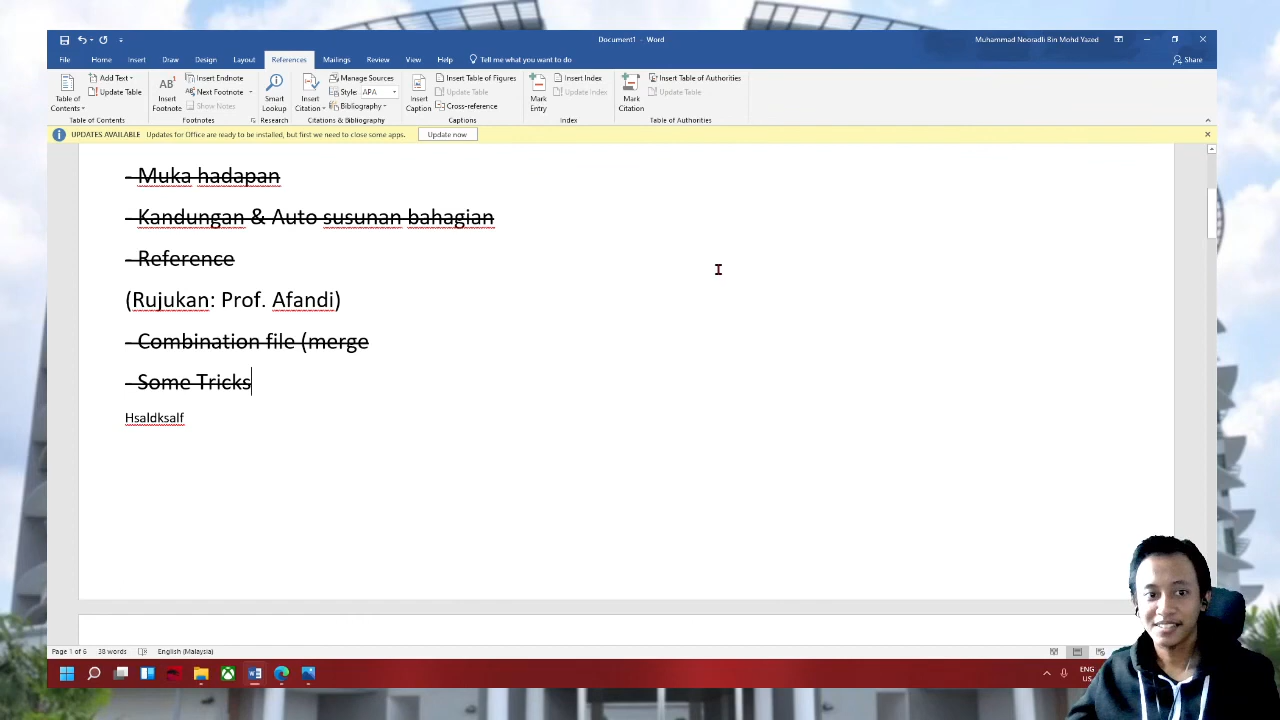 Document1 - Word
Muhammad Nooradli Bin Mohd Yazed
File Home Insert Draw Design Layout References Mailings Review View Help Tell me what you want to do
Share
Table of Contents
Add Text
Update Table
Table of Contents
AB¹
Insert Footnote
Insert Endnote
Next Footnote
Show Notes
Footnotes
Smart Lookup
Research
Insert Citation
Manage Sources
Style: APA
Bibliography
Citations & Bibliography
Insert Caption
Insert Table of Figures
Update Table
Cross-reference
Captions
Mark Entry
Insert Index
Update Index
Index
Mark Citation
Insert Table of Authorities
Update Table
Table of Authorities
UPDATES AVAILABLE Updates for Office are ready to be installed, but first we need to close some apps. Update now
- Muka hadapan
- Kandungan & Auto susunan bahagian
- Reference
(Rujukan: Prof. Afandi)
- Combination file (merge
- Some Tricks
Hsaldksalf
Page 1 of 6 38 words English (Malaysia)
ENG
US